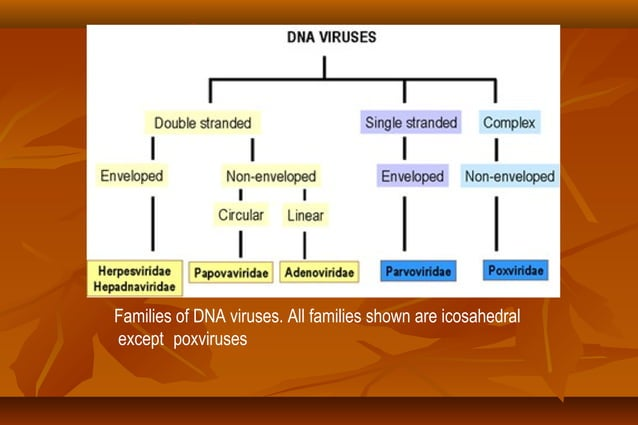 DNA VIRUSES
Double stranded
Single stranded
Complex
Enveloped
Non-enveloped
Enveloped
Non-enveloped
Circular
Linear
Herpesviridae
Hepadnaviridae
Papovaviridae
Adenoviridae
Parvoviridae
Poxviridae
Families of DNA viruses. All families shown are icosahedral
except poxviruses